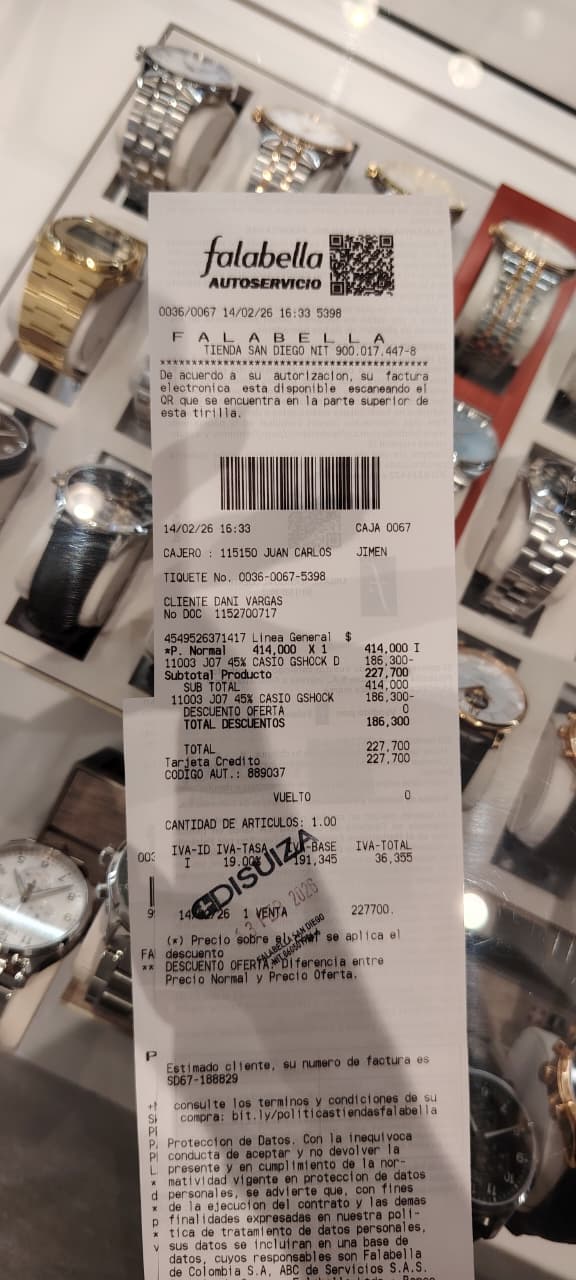 falabella
AUTOSERVICIO
0036/0067 14/02/26 16:33 5398
F A L A B E L L A
TIENDA SAN DIEGO NIT 900.017.447-8
******************************************
De acuerdo a su autorizacion, su factura
electronica esta disponible escaneando el
QR que se encuentra en la parte superior de
esta tirilla.
14/02/26 16:33 CAJA 0067
CAJERO : 115150 JUAN CARLOS JIMEN
TIQUETE No. 0036-0067-5398
CLIENTE DANI VARGAS
No DOC 1152700717
4549526371417 Linea General $
*P. Normal 414,000 X 1 414,000 I
11003 J07 45% CASIO GSHOCK D 186,300-
Subtotal Producto 227,700
SUB TOTAL 414,000
11003 J07 45% CASIO GSHOCK 186,300-
DESCUENTO OFERTA 0
TOTAL DESCUENTOS 186,300
TOTAL 227,700
Tarjeta Credito 227,700
CODIGO AUT.: 889037
VUELTO 0
CANTIDAD DE ARTICULOS: 1.00
IVA-ID IVA-TASA IVA-BASE IVA-TOTAL
I 19.00% 191,345 36,355
DISUIZA
FEB 2026
FALABELLA SAN DIEGO
14/02/26 1 VENTA 227700.
(*) Precio sobre el se aplica el
descuento
DESCUENTO OFERTA: Diferencia entre
Precio Normal y Precio Oferta.
Estimado cliente, su numero de factura es
SD67-188829
consulte los terminos y condiciones de su
compra: bit.ly/politicastiendasfalabella
Proteccion de Datos. Con la inequivoca
conducta de aceptar y no devolver la
presente y en cumplimiento de la nor-
matividad vigente en proteccion de datos
personales, se advierte que, con fines
de la ejecucion del contrato y las demas
finalidades expresadas en nuestra poli-
tica de tratamiento de datos personales,
sus datos se incluiran en una base de
datos, cuyos responsables son Falabella
de Colombia S.A, ABC de Servicios S.A.S.